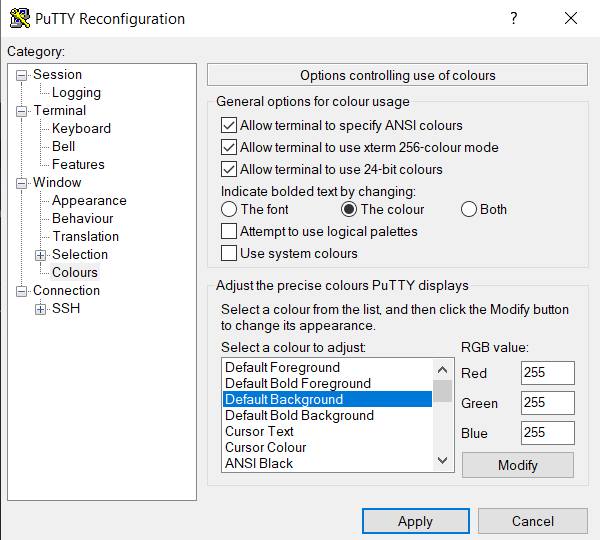 PuTTY Reconfiguration
?
Category:
Session
Logging
Terminal
Keyboard
Bell
Features
Window
Appearance
Behaviour
Translation
Selection
Colours
Connection
SSH
Options controlling use of colours
General options for colour usage
Allow terminal to specify ANSI colours
Allow terminal to use xterm 256-colour mode
Allow terminal to use 24-bit colours
Indicate bolded text by changing:
The font The colour Both
Attempt to use logical palettes
Use system colours
Adjust the precise colours PuTTY displays
Select a colour from the list, and then click the Modify button
to change its appearance.
Select a colour to adjust:
Default Foreground
Default Bold Foreground
Default Background
Default Bold Background
Cursor Text
Cursor Colour
ANSI Black
RGB value:
Red 255
Green 255
Blue 255
Modify
Apply Cancel